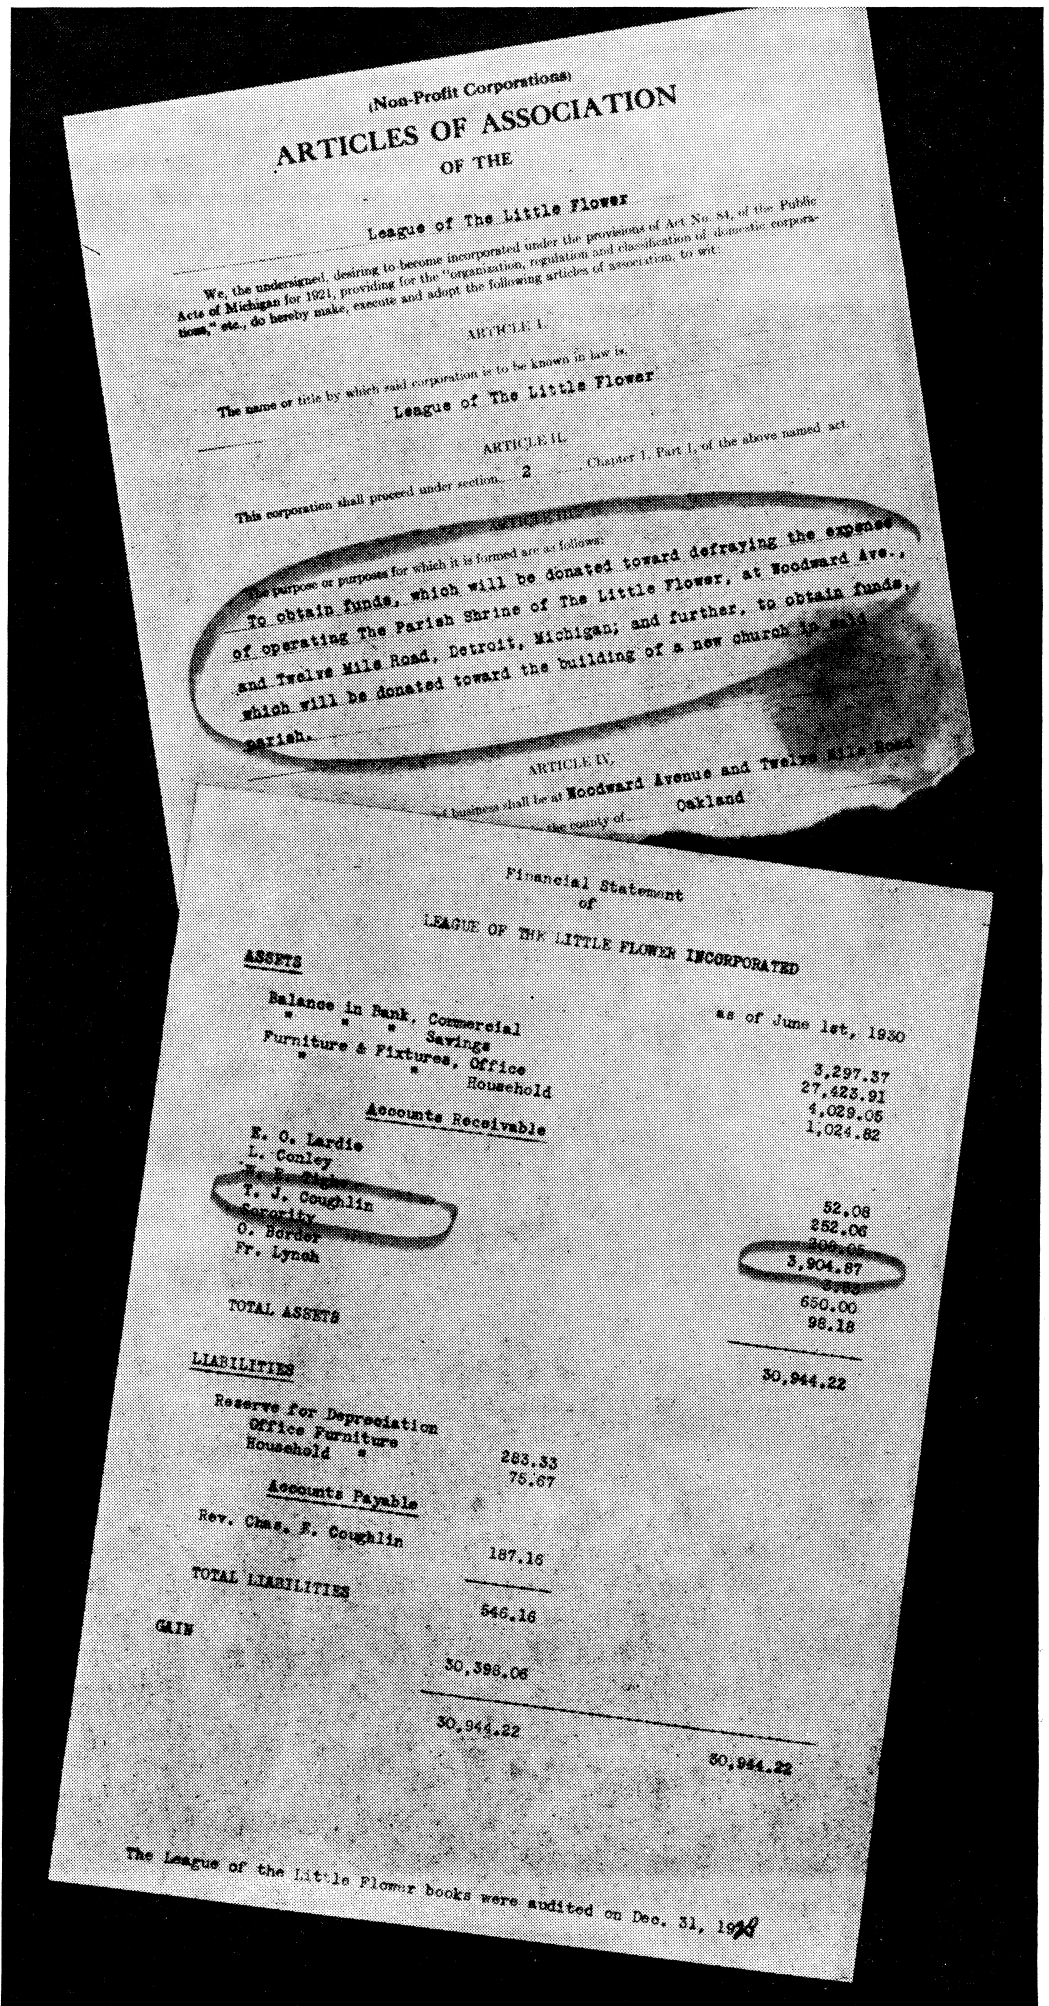 (Non-Profit Corporations)
ARTICLES OF ASSOCIATION
OF THE
League of The Little Flower
We, the undersigned, desiring to become incorporated under the provisions of Act No. 84, of the Public
Acts of Michigan for 1921, providing for the "organization, regulation and classification of domestic corpora-
tions," etc., do hereby make, execute and adopt the following articles of association, to wit:
ARTICLE I.
The name or title by which said corporation is to be known in law is,
League of The Little Flower
ARTICLE II.
This corporation shall proceed under section 2 Chapter 1, Part 1, of the above named act.
ARTICLE III.
The purpose or purposes for which it is formed are as follows:
To obtain funds, which will be donated toward defraying the expense
of operating The Parish Shrine of The Little Flower, at Woodward Ave.,
and Twelve Mile Road, Detroit, Michigan; and further, to obtain funds,
which will be donated toward the building of a new church in said
parish.
ARTICLE IV.
business shall be at Woodward Avenue and Twelve Mile Road
the county of Oakland
Financial Statement
of
LEAGUE OF THE LITTLE FLOWER INCORPORATED
as of June 1st, 1930
ASSETS
Balance in Bank, Commercial 3,297.37
" " " Savings 27,423.91
Furniture & Fixtures, Office 4,029.05
" " Household 1,024.82
Accounts Receivable
E. O. Lardie 52.08
L. Conley 252.06
T. J. Coughlin 3,904.87
Sorority
O. Border 650.00
Fr. Lynch 98.18
TOTAL ASSETS 30,944.22
LIABILITIES
Reserve for Depreciation
Office Furniture 283.33
Household " 75.67
Accounts Payable
Rev. Chas. E. Coughlin 187.16
TOTAL LIABILITIES 546.16
GAIN 30,398.06
30,944.22 30,944.22
The League of the Little Flower books were audited on Dec. 31,